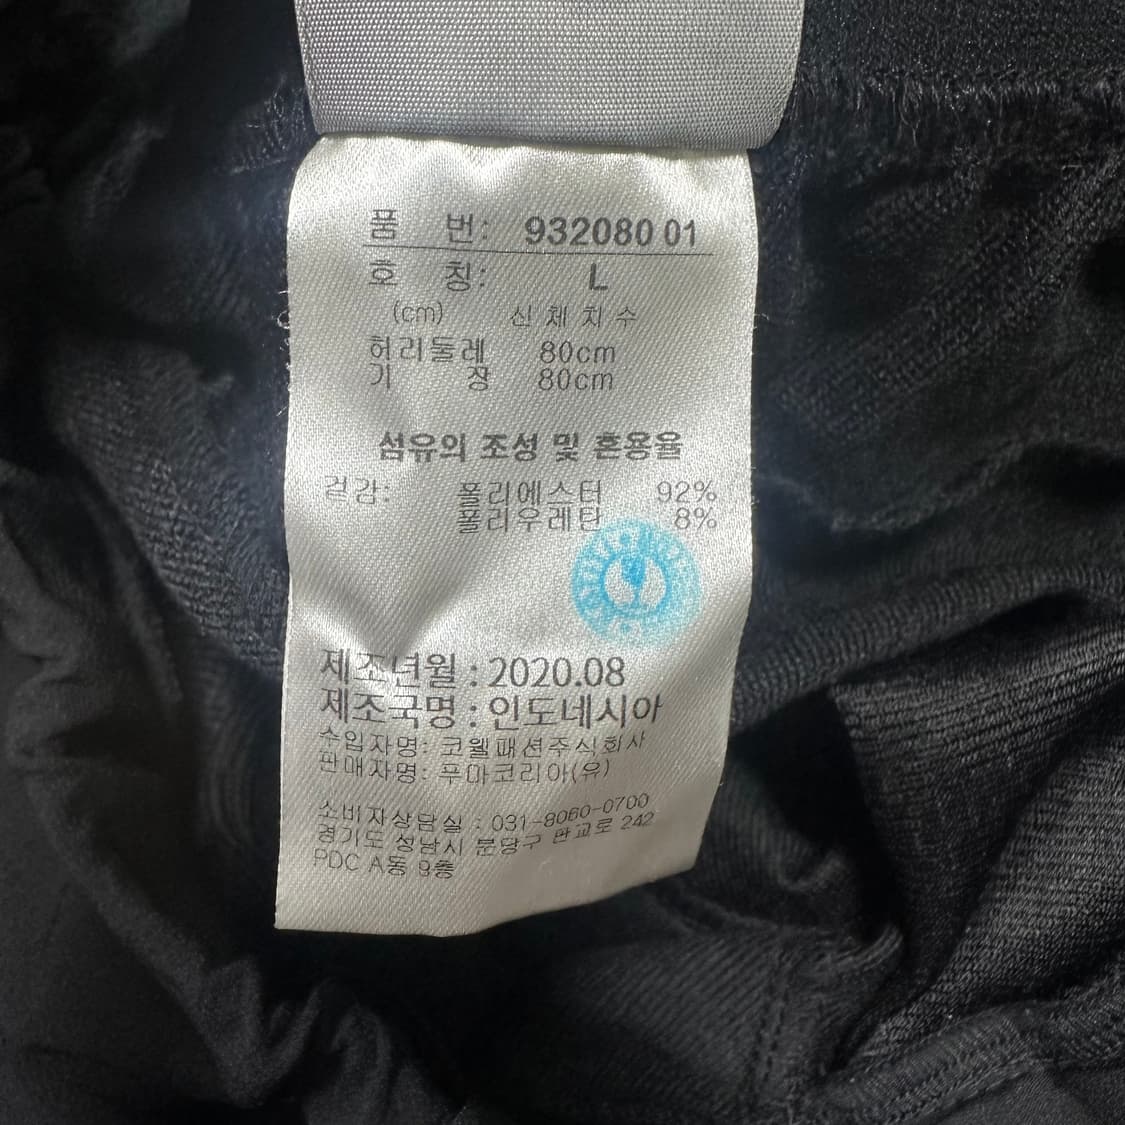 품 번: 932080 01
호 칭: L
(cm) 신체치수
허리둘레 80cm
기 장 80cm
섬유의 조성 및 혼용율
겉감: 폴리에스터 92%
폴리우레탄 8%
제조년월 : 2020.08
제조국명 : 인도네시아
수입자명: 코웰패션주식회사
판매자명: 푸마코리아(유)
소비자상담실 : 031-8060-0700
경기도 성남시 분당구 판교로 242
PDC A동 9층